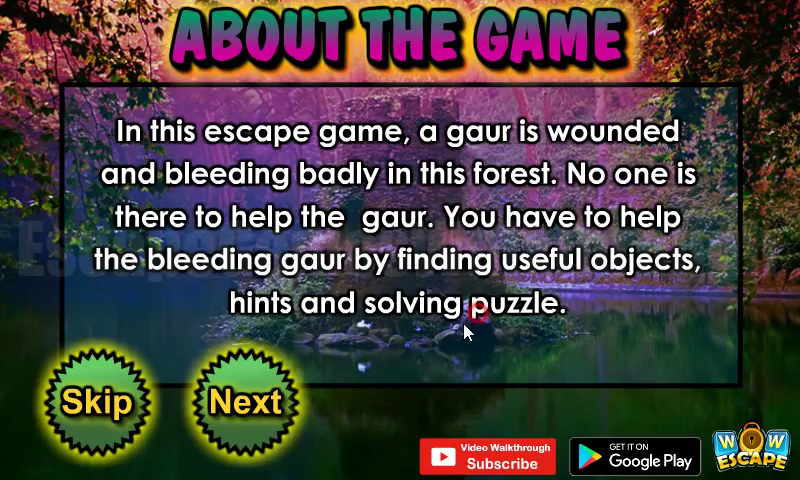 ABOUT THE GAME
In this escape game, a gaur is wounded
and bleeding badly in this forest. No one is
there to help the  gaur. You have to help
the bleeding gaur by finding useful objects,
hints and solving puzzle.
Skip
Next
Video Walkthrough
Subscribe
GET IT ON
Google Play
WOW
ESCAPE